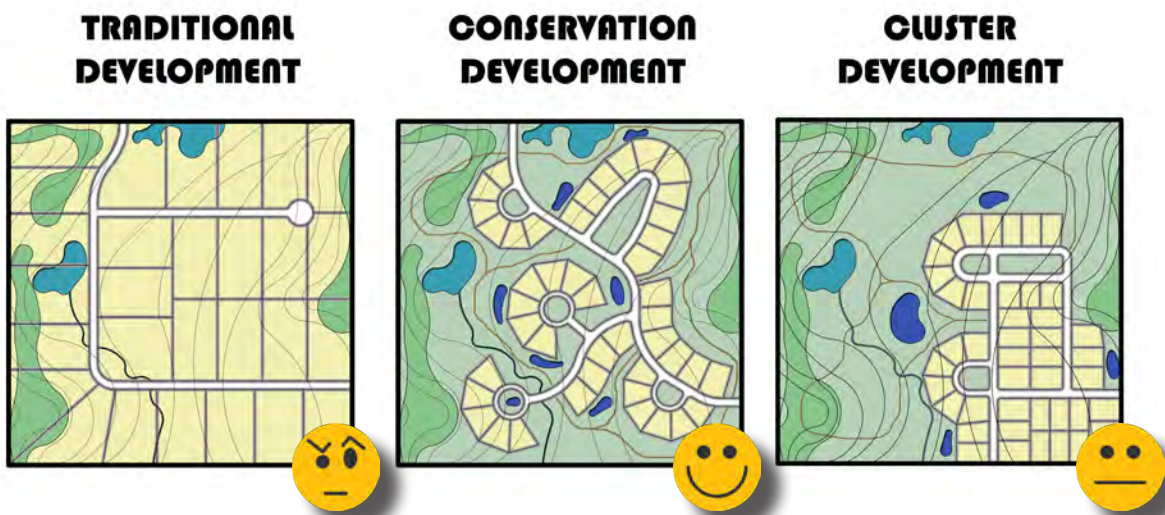 TRADITIONAL
DEVELOPMENT
CONSERVATION
DEVELOPMENT
CLUSTER
DEVELOPMENT